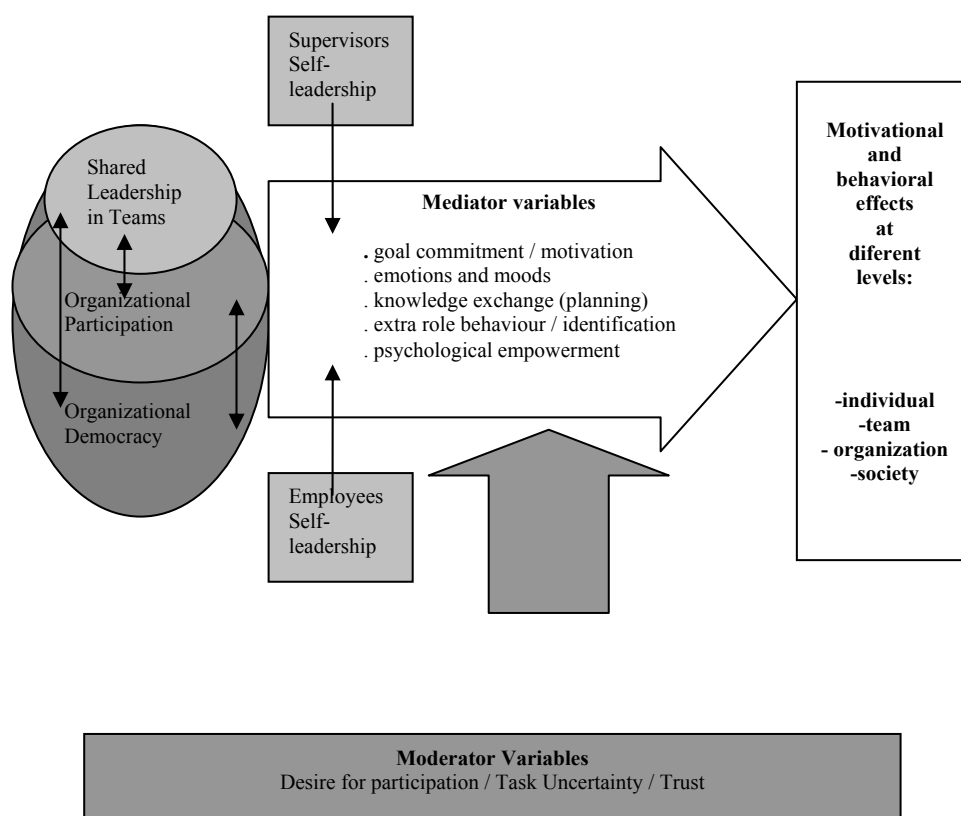 Supervisors
Self-
leadership
Shared
Leadership
in Teams
Organizational
Participation
Organizational
Democracy
Mediator variables
. goal commitment / motivation
. emotions and moods
. knowledge exchange (planning)
. extra role behaviour / identification
. psychological empowerment
Employees
Self-
leadership
Motivational
and
behavioral
effects
at
diferent
levels:
-individual
-team
- organization
-society
Moderator Variables
Desire for participation / Task Uncertainty / Trust